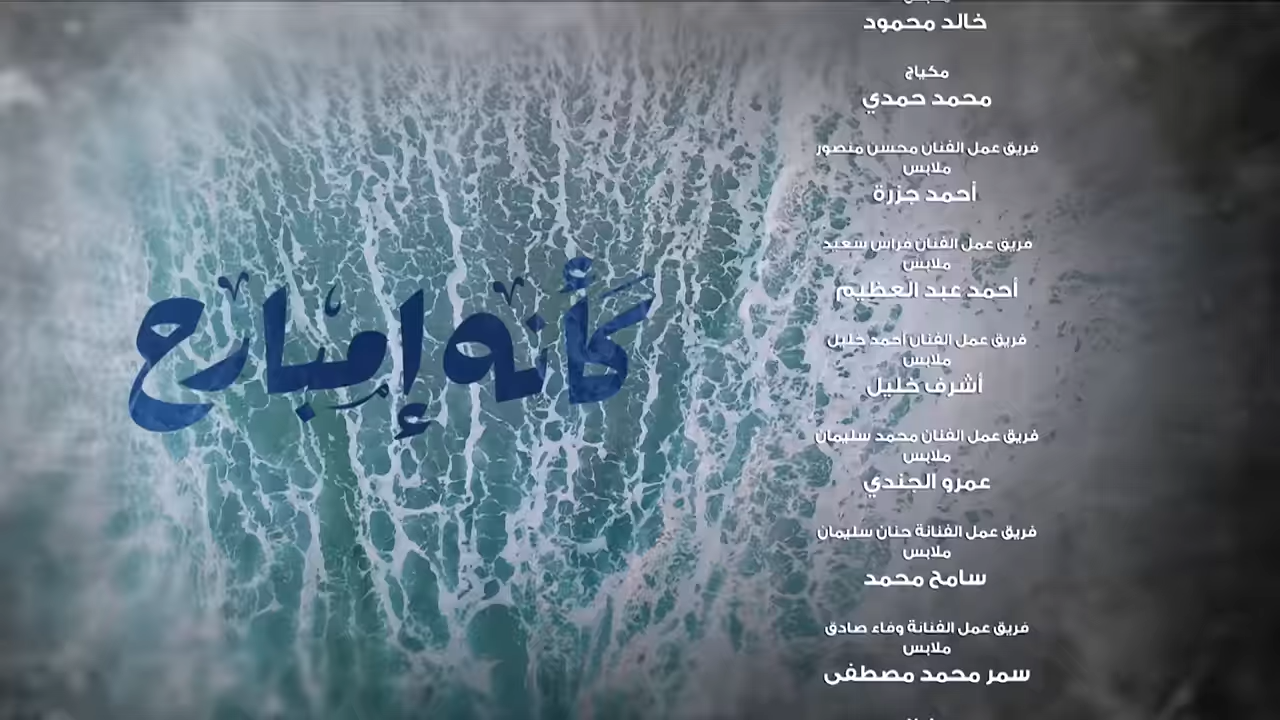 خالد محمود
مكياج
محمد حمدي
فريق عمل الفنان محسن منصور
ملابس
أحمد جزرة
فريق عمل الفنان فراس سعيد
ملابس
أحمد عبد العظيم
فريق عمل الفنان أحمد خليل
ملابس
أشرف خليل
فريق عمل الفنان محمد سليمان
ملابس
عمرو الجندي
فريق عمل الفنانة حنان سليمان
ملابس
سامح محمد
فريق عمل الفنانة وفاء صادق
ملابس
سمر محمد مصطفى
كأنه إمبارح